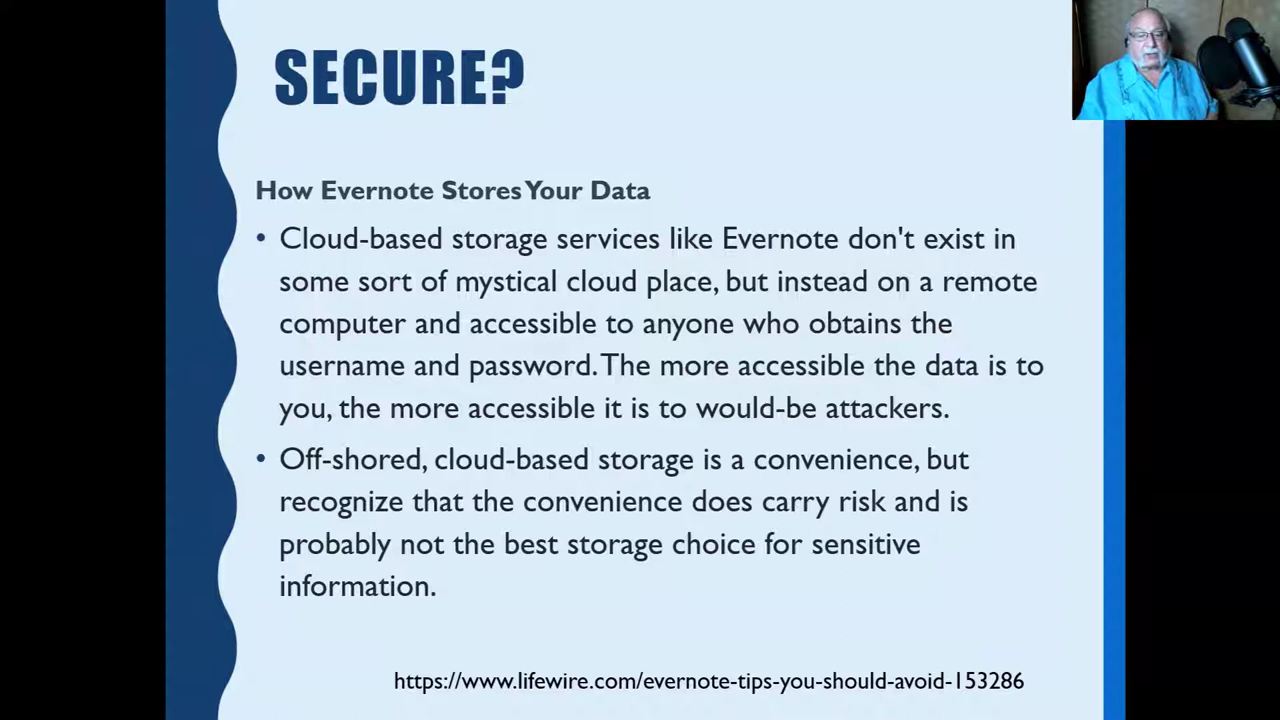 SECURE?
How Evernote Stores Your Data
• Cloud-based storage services like Evernote don't exist in
some sort of mystical cloud place, but instead on a remote
computer and accessible to anyone who obtains the
username and password. The more accessible the data is to
you, the more accessible it is to would-be attackers.
• Off-shored, cloud-based storage is a convenience, but
recognize that the convenience does carry risk and is
probably not the best storage choice for sensitive
information.
https://www.lifewire.com/evernote-tips-you-should-avoid-153286